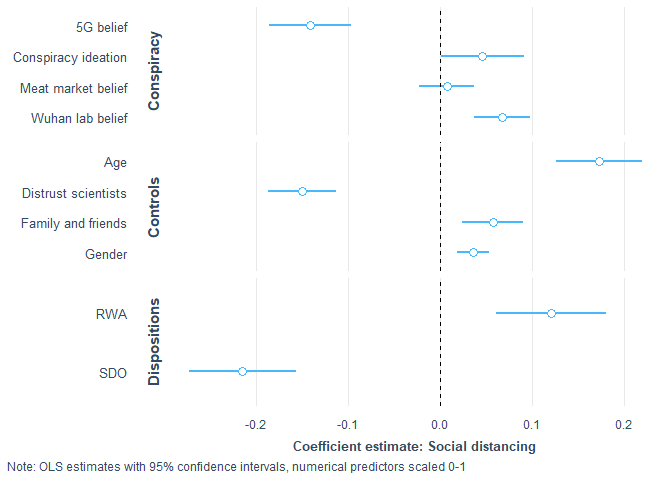 Conspiracy
5G belief
Conspiracy ideation
Meat market belief
Wuhan lab belief
Controls
Age
Distrust scientists
Family and friends
Gender
Dispositions
RWA
SDO
-0.2 -0.1 0.0 0.1 0.2
Coefficient estimate: Social distancing
Note: OLS estimates with 95% confidence intervals, numerical predictors scaled 0-1